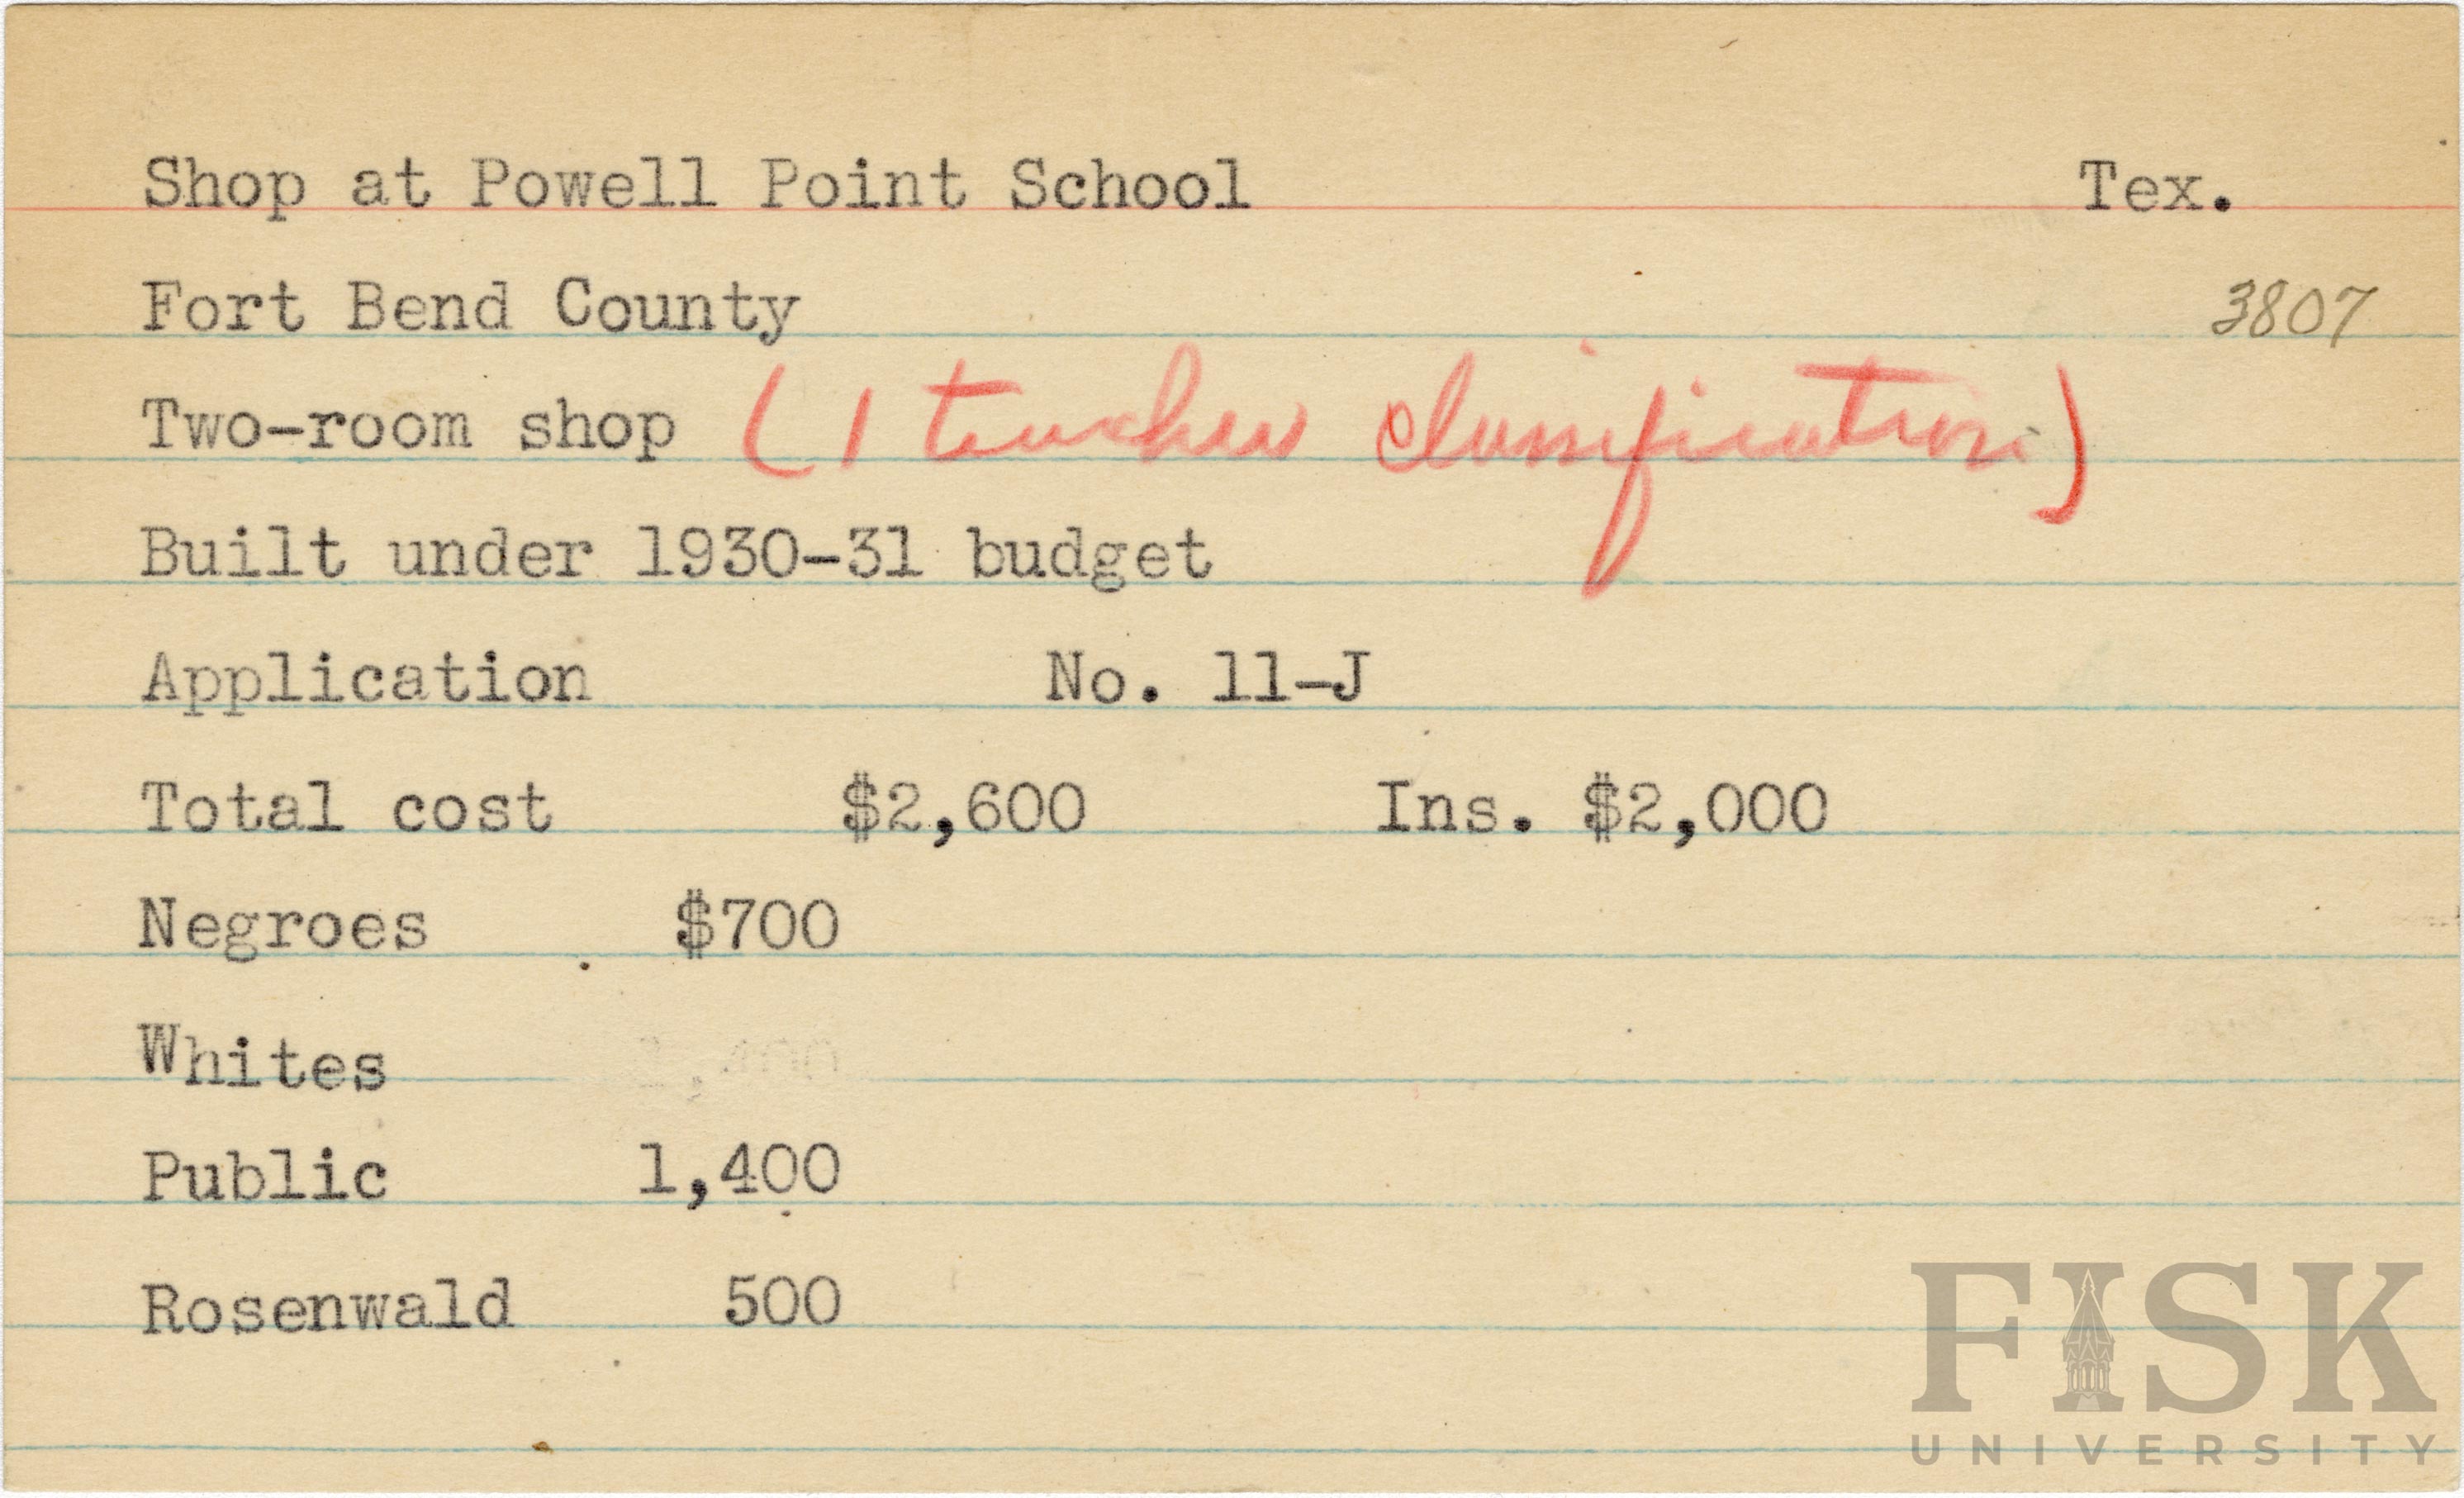 Shop at Powell Point School Tex.
Fort Bend County 3807
Two-room shop (1 teacher classification)
Built under 1930-31 budget
Application No. 11-J
Total cost $2,600 Ins. $2,000
Negroes $700
Whites
Public 1,400
Rosenwald 500
FISK
UNIVERSITY